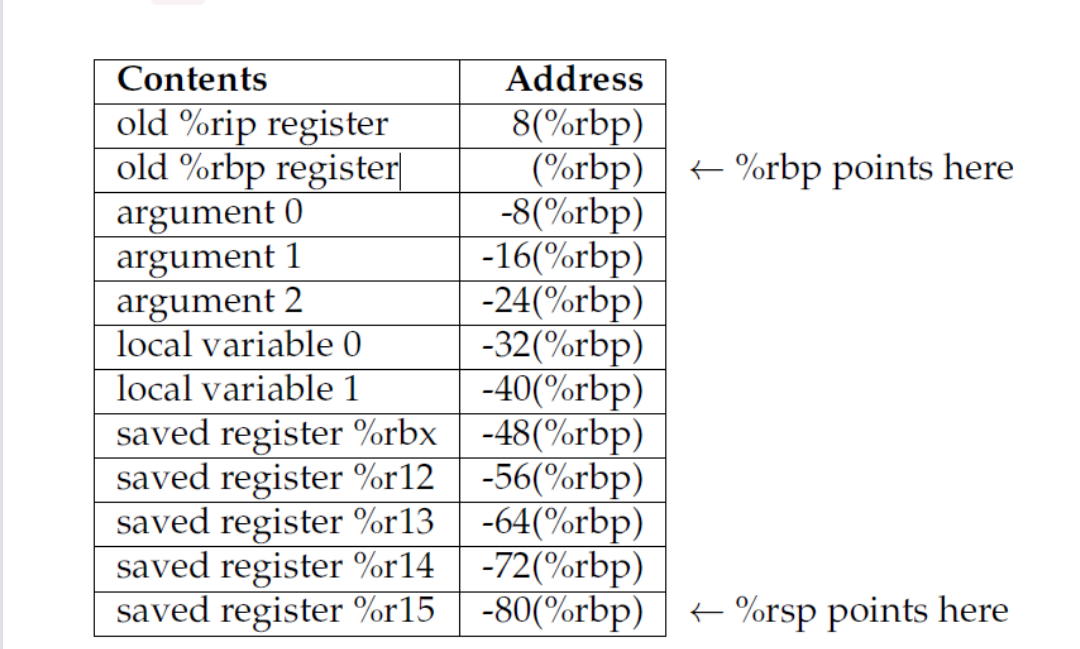 Contents Address
old %rip register 8(%rbp)
old %rbp register (%rbp) ← %rbp points here
argument 0 -8(%rbp)
argument 1 -16(%rbp)
argument 2 -24(%rbp)
local variable 0 -32(%rbp)
local variable 1 -40(%rbp)
saved register %rbx -48(%rbp)
saved register %r12 -56(%rbp)
saved register %r13 -64(%rbp)
saved register %r14 -72(%rbp)
saved register %r15 -80(%rbp) ← %rsp points here